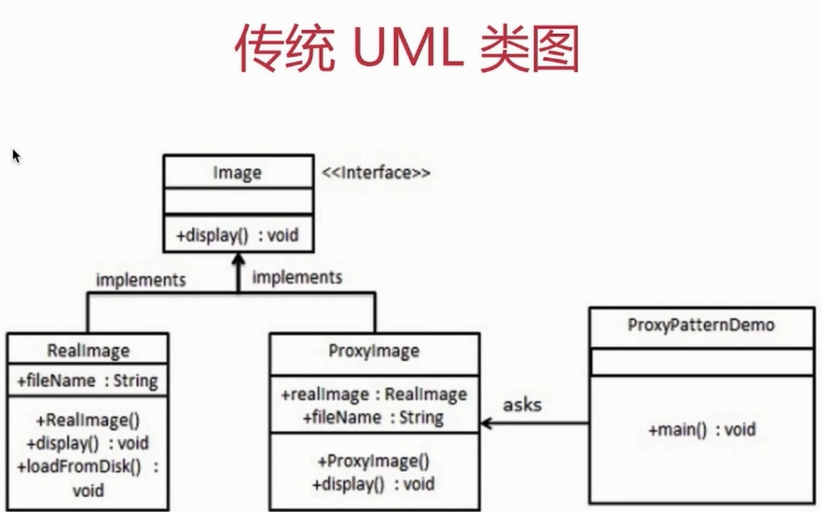 传统 UML 类图
Image
<<Interface>>
+display() : void
implements
implements
RealImage
+fileName : String
+RealImage()
+display() : void
+loadFromDisk() :
void
ProxyImage
+realImage : RealImage
+fileName : String
+ProxyImage()
+display() : void
asks
ProxyPatternDemo
+main() : void